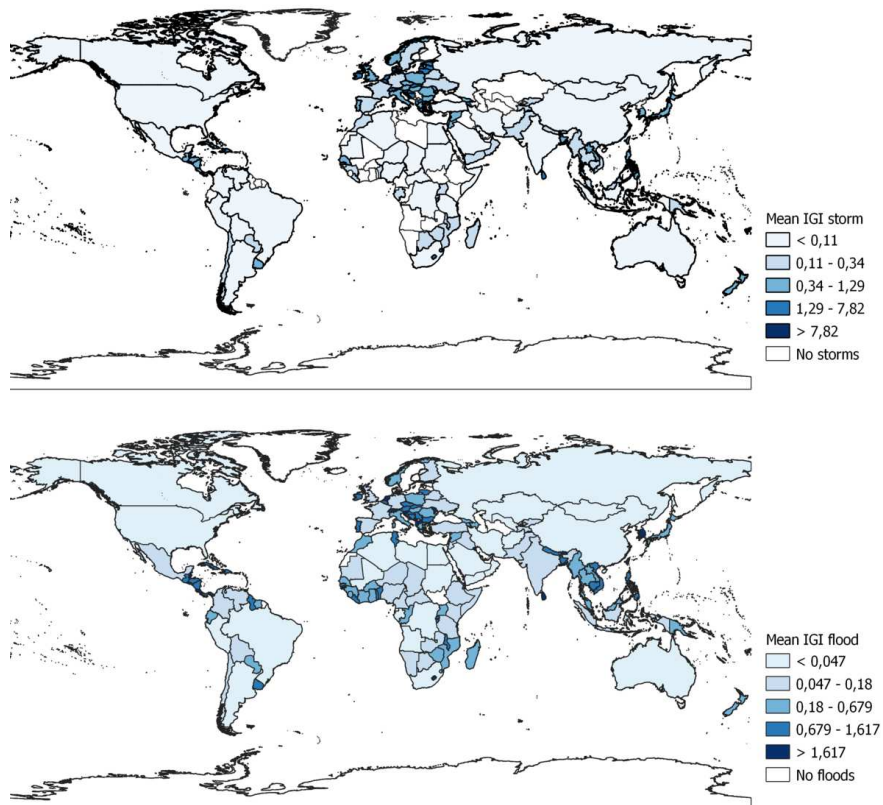 Mean IGI storm
< 0,11
0,11 - 0,34
0,34 - 1,29
1,29 - 7,82
> 7,82
No storms
Mean IGI flood
< 0,047
0,047 - 0,18
0,18 - 0,679
0,679 - 1,617
> 1,617
No floods